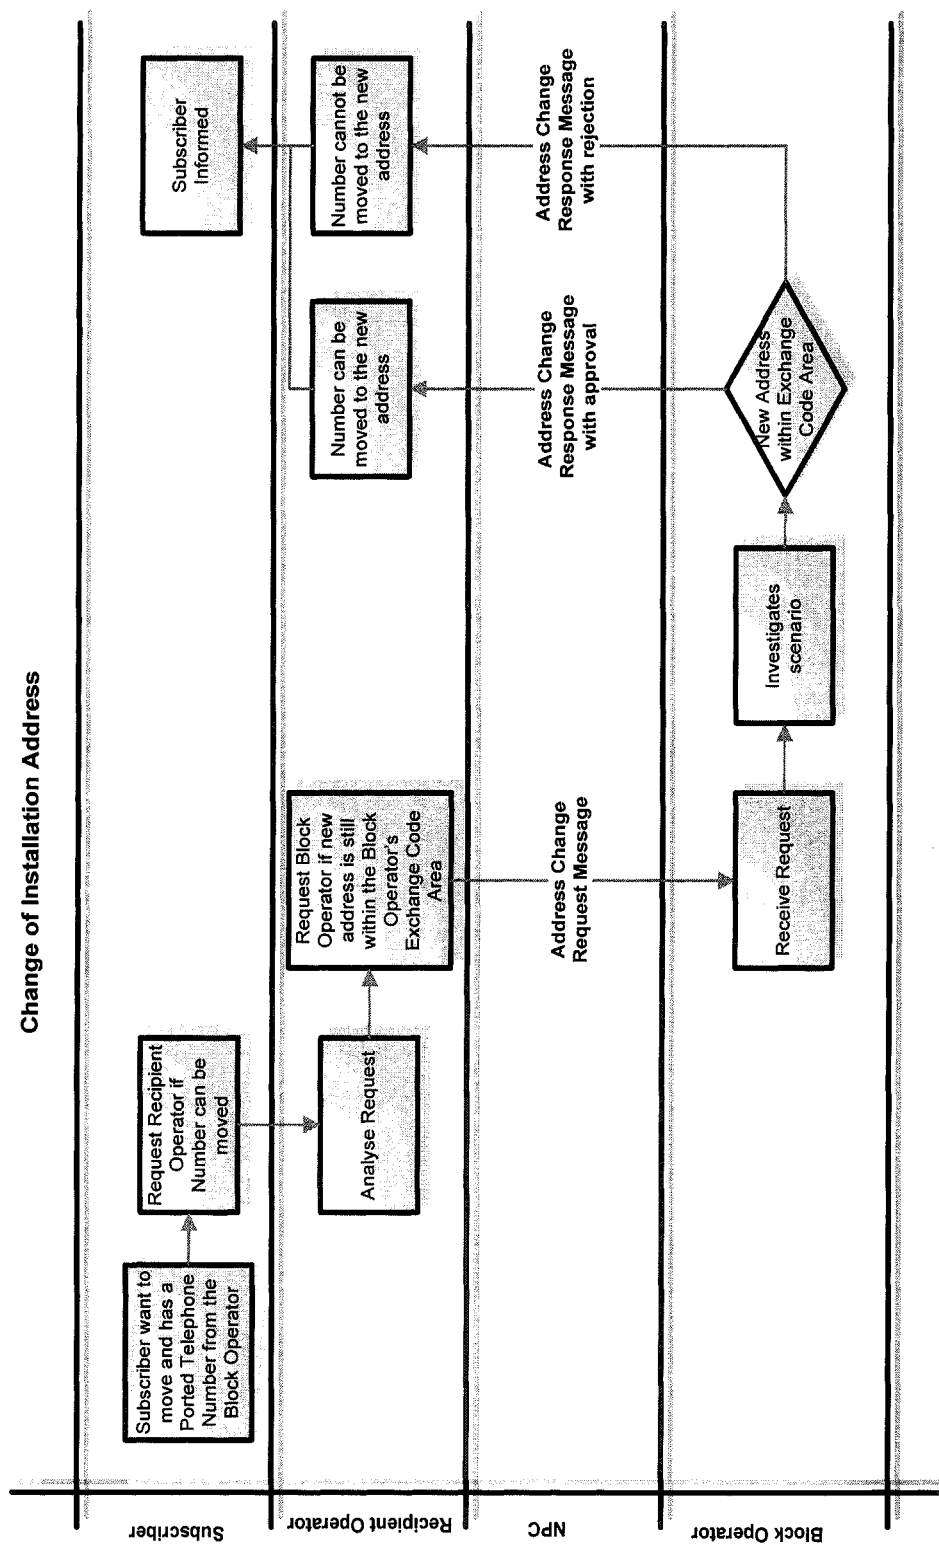 Change of Installation Address
Subscriber
Subscriber want to
move and has a
Ported Telephone
Number from the
Block Operator
Request Recipient
Operator if
Number can be
moved
Subscriber
Informed
Recipient Operator
Analyse Request
Request Block
Operator if new
address is still
within the Block
Operator's
Exchange Code
Area
Number can be
moved to the new
address
Number cannot be
moved to the new
address
NPC
Address Change
Request Message
Address Change
Response Message
with approval
Address Change
Response Message
with rejection
Block Operator
Receive Request
Investigates
scenario
New Address
within Exchange
Code Area